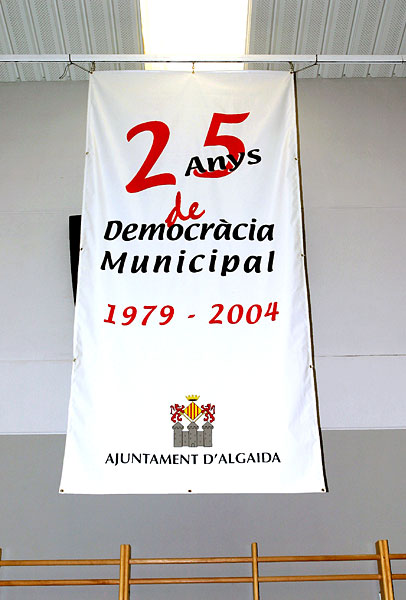 25 Anys
de
Democràcia
Municipal
1979 - 2004
AJUNTAMENT D'ALGAIDA